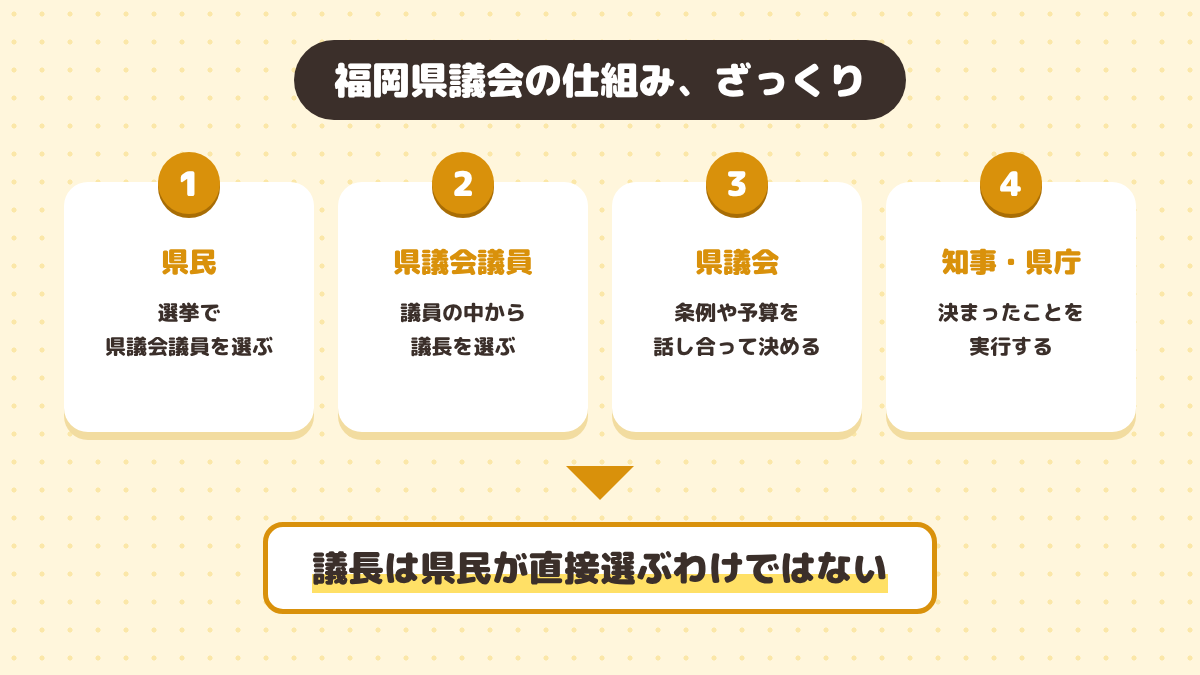 福岡県議会の仕組み、ざっくり
1
県民
選挙で
県議会議員を選ぶ
2
県議会議員
議員の中から
議長を選ぶ
3
県議会
条例や予算を
話し合って決める
4
知事・県庁
決まったことを
実行する
議長は県民が直接選ぶわけではない